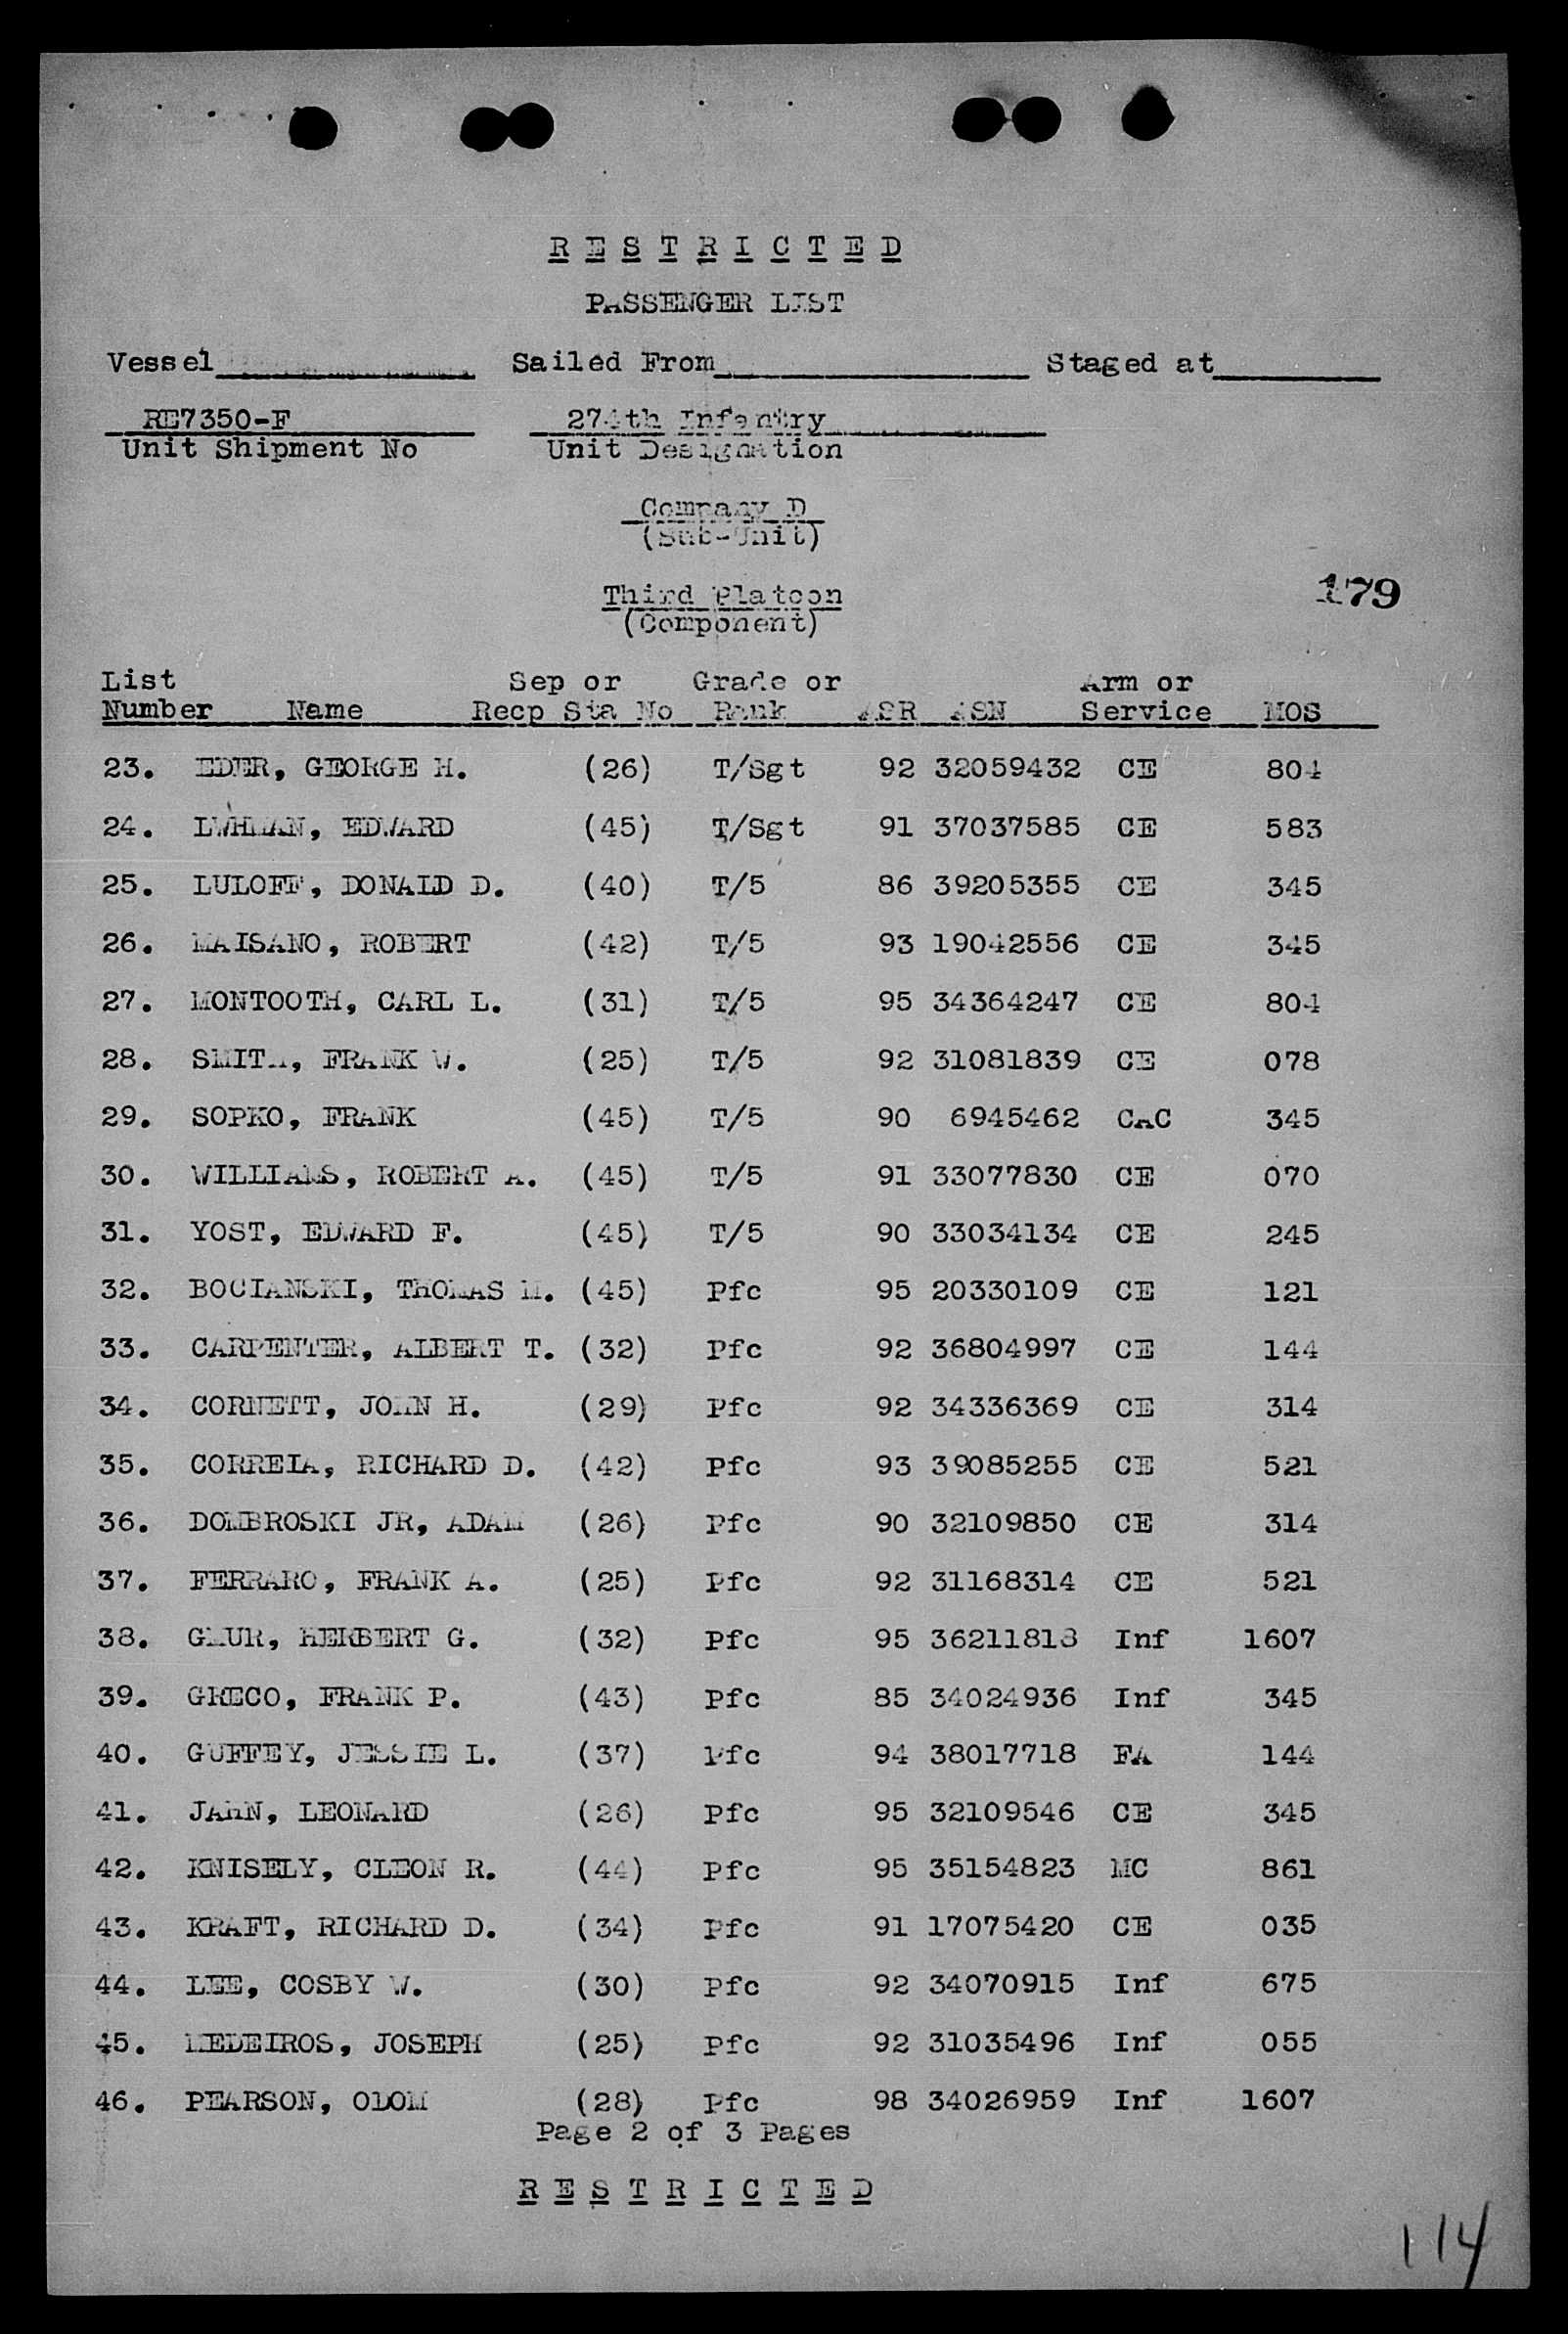 RESTRICTED
PASSENGER LIST
Vessel Sailed From Staged at
RE7350-F 274th Infantry
Unit Shipment No Unit Designation
Company D
(Sub-Unit)
179
Third Platoon
(Component)
List Sep or Grade or Arm or
Number Name Recp Sta No Rank ASR ASN Service MOS
23. EDER, GEORGE H. (26) T/Sgt 92 32059432 CE 804
24. LWHMAN, EDWARD (45) T/Sgt 91 37037585 CE 583
25. LULOFF, DONALD D. (40) T/5 86 39205355 CE 345
26. MAISANO, ROBERT (42) T/5 93 19042556 CE 345
27. MONTOOTH, CARL L. (31) T/5 95 34364247 CE 804
28. SMITH, FRANK W. (25) T/5 92 31081839 CE 078
29. SOPKO, FRANK (45) T/5 90 6945462 CAC 345
30. WILLIAMS, ROBERT A. (45) T/5 91 33077830 CE 070
31. YOST, EDWARD F. (45) T/5 90 33034134 CE 245
32. BOCIANSKI, THOMAS M. (45) Pfc 95 20330109 CE 121
33. CARPENTER, ALBERT T. (32) Pfc 92 36804997 CE 144
34. CORNETT, JOHN H. (29) Pfc 92 34336369 CE 314
35. CORREIA, RICHARD D. (42) Pfc 93 39085255 CE 521
36. DOMBROSKI JR, ADAM (26) Pfc 90 32109850 CE 314
37. FERRARO, FRANK A. (25) Pfc 92 31168314 CE 521
38. HERBERT G. (32) Pfc 95 36211818 Inf 1607
39. GRECO, FRANK P. (43) Pfc 85 34024936 Inf 345
40. GUFFEY, JESSIE L. (37) Pfc 94 38017718 FA 144
41. JAHN, LEONARD (26) Pfc 95 32109546 CE 345
42. KNISELY, CLEON R. (44) Pfc 95 35154823 MC 861
43. KRAFT, RICHARD D. (34) Pfc 91 17075420 CE 035
44. LEE, COSBY W. (30) Pfc 92 34070915 Inf 675
45. MEDEIROS, JOSEPH (25) Pfc 92 31035496 Inf 055
46. PEARSON, ODOM (28) Pfc 98 34026959 Inf 1607
Page 2 of 3 Pages
RESTRICTED
114